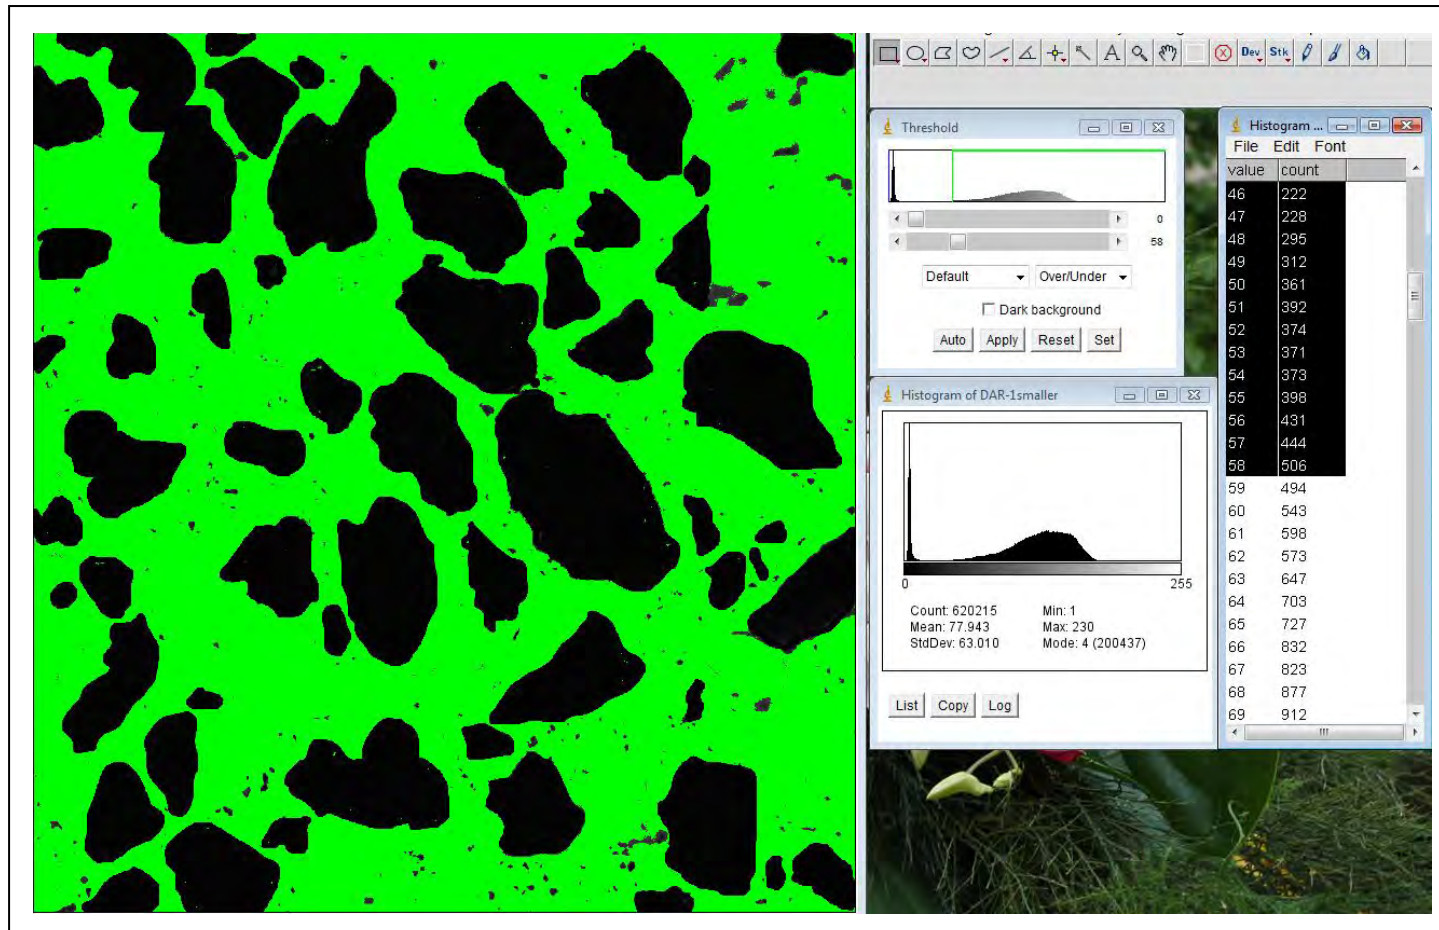 A Dev Stk
Threshold
0
58
Default Over/Under
Dark background
Auto Apply Reset Set
Histogram of DAR-1smaller
0 255
Count: 620215 Min: 1
Mean: 77.943 Max: 230
StdDev: 63.010 Mode: 4 (200437)
List Copy Log
Histogram ...
File Edit Font
value count
46 222
47 228
48 295
49 312
50 361
51 392
52 374
53 371
54 373
55 398
56 431
57 444
58 506
59 494
60 543
61 598
62 573
63 647
64 703
65 727
66 832
67 823
68 877
69 912